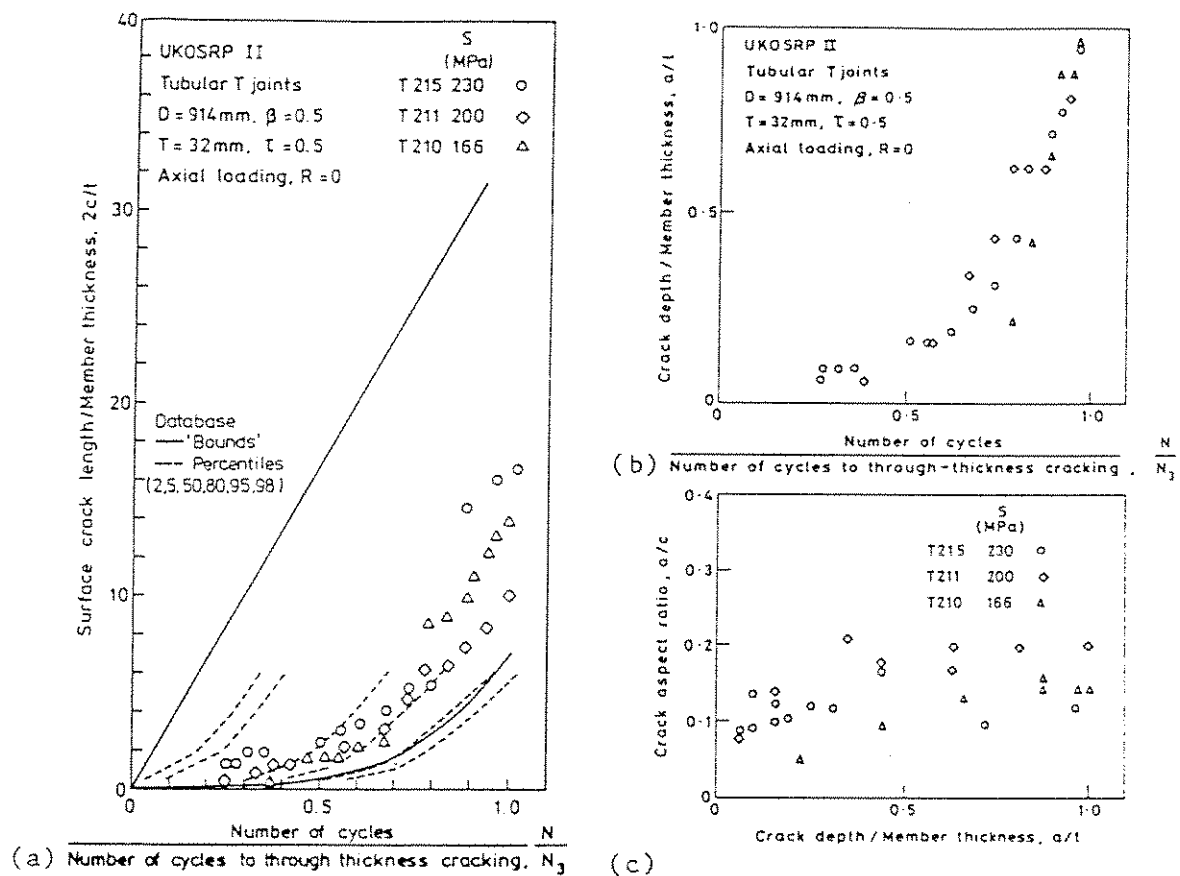 40
30
20
10
0
Surface crack length/Member thickness, 2c/t
UKOSRP II
Tubular T joints
D=914mm, β=0.5
T=32mm, τ=0.5
Axial loading, R=0
S
(MPa)
T215 230
T211 200
T210 166
Database
'Bounds'
Percentiles
(2,5,50,80,95,98)
0 0.5 1.0
(a) Number of cycles
Number of cycles to through thickness cracking, N/N3
1·0
0·5
0
Crack depth/Member thickness, a/t
UKOSRP II
Tubular T joints
D=914mm, β=0·5
T=32mm, τ=0·5
Axial loading, R=0
0 0·5 1·0
(b) Number of cycles
Number of cycles to through-thickness cracking, N/N3
0·4
0·3
0·2
0·1
0
Crack aspect ratio, a/c
S
(MPa)
T215 230
T211 200
T210 166
0 0·5 1·0
Crack depth/Member thickness, a/t
(c)